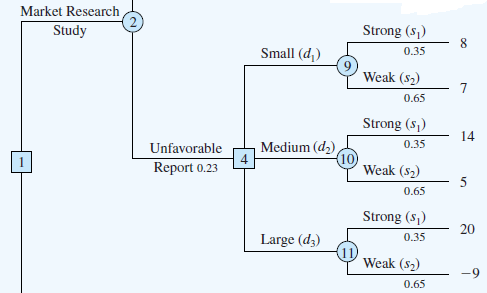 Market Research
Study
2
Strong (s₁)
0.35
8
Small (d₁)
9
Weak (s₂)
0.65
7
Strong (s₁)
0.35
14
Unfavorable
Report 0.23
4
Medium (d₂)
10
1
Weak (s₂)
0.65
5
Strong (s₁)
0.35
20
Large (d₃)
11
Weak (s₂)
0.65
−9